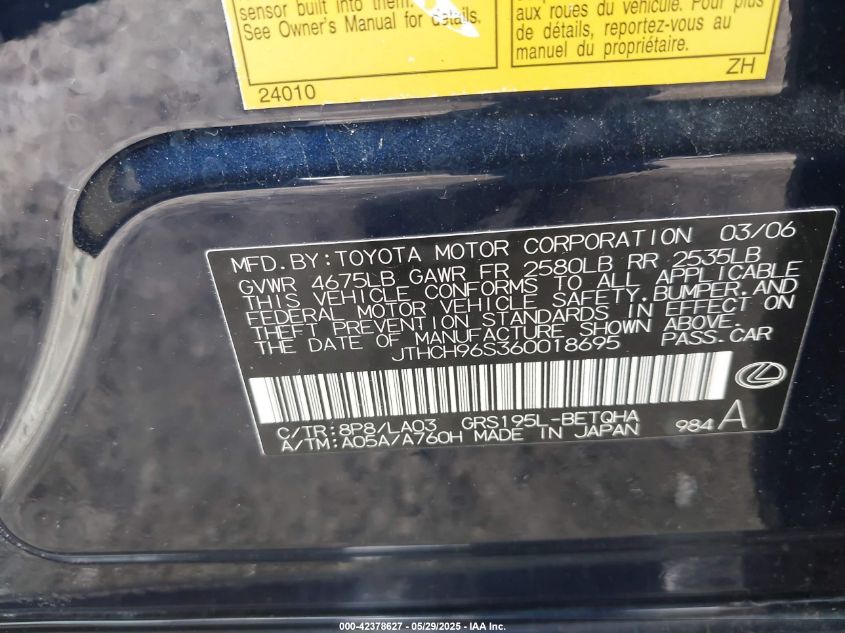 sensor built into them.
See Owner's Manual for details.
24010
aux roues du véhicule. Pour plus
de détails, reportez-vous au
manuel du propriétaire.
ZH
MFD.BY:TOYOTA MOTOR CORPORATION 03/06
GVWR 4675LB GAWR FR 2580LB RR 2535LB
THIS VEHICLE CONFORMS TO ALL APPLICABLE
FEDERAL MOTOR VEHICLE SAFETY,BUMPER,AND
THEFT PREVENTION STANDARDS IN EFFECT ON
THE DATE OF MANUFACTURE SHOWN ABOVE.
JTHCH96S360018695 PASS.CAR
C/TR:8P8/LA03 GRS195L-BETQHA
A/TM:A05A/A760H MADE IN JAPAN 984A
000-42378627 - 05/29/2025 - IAA Inc.